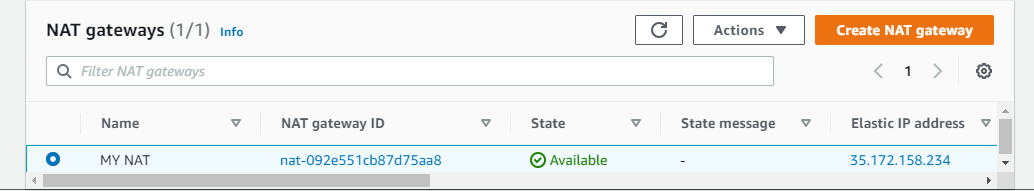 NAT gateways (1/1) Info
Actions
Create NAT gateway
Filter NAT gateways
1
Name NAT gateway ID State State message Elastic IP address
MY NAT nat-092e551cb87d75aa8 Available - 35.172.158.234